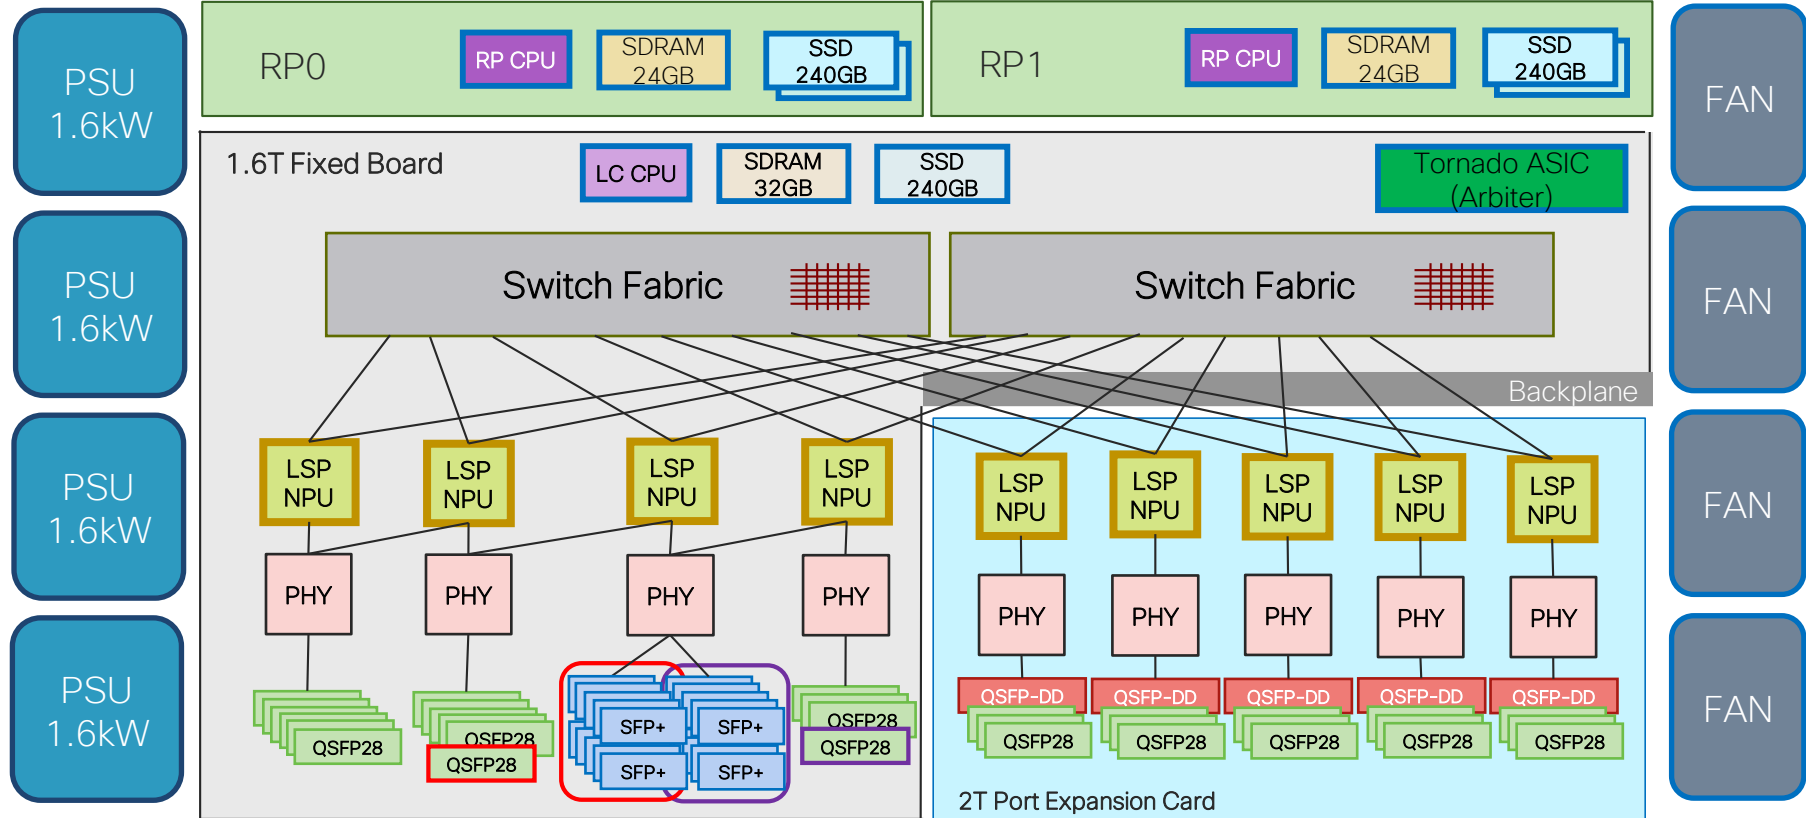 PSU
1.6kW
PSU
1.6kW
PSU
1.6kW
PSU
1.6kW
RP0
RP CPU
SDRAM
24GB
SSD
240GB
RP1
RP CPU
SDRAM
24GB
SSD
240GB
FAN
FAN
FAN
FAN
1.6T Fixed Board
LC CPU
SDRAM
32GB
SSD
240GB
Tornado ASIC
(Arbiter)
Switch Fabric
Switch Fabric
Backplane
LSP
NPU
LSP
NPU
LSP
NPU
LSP
NPU
LSP
NPU
LSP
NPU
LSP
NPU
LSP
NPU
LSP
NPU
PHY
PHY
PHY
PHY
PHY
PHY
PHY
PHY
PHY
QSFP28
QSFP28
QSFP28
SFP+
SFP+
SFP+
SFP+
QSFP28
QSFP28
QSFP-DD
QSFP-DD
QSFP-DD
QSFP-DD
QSFP-DD
QSFP28
QSFP28
QSFP28
QSFP28
QSFP28
2T Port Expansion Card